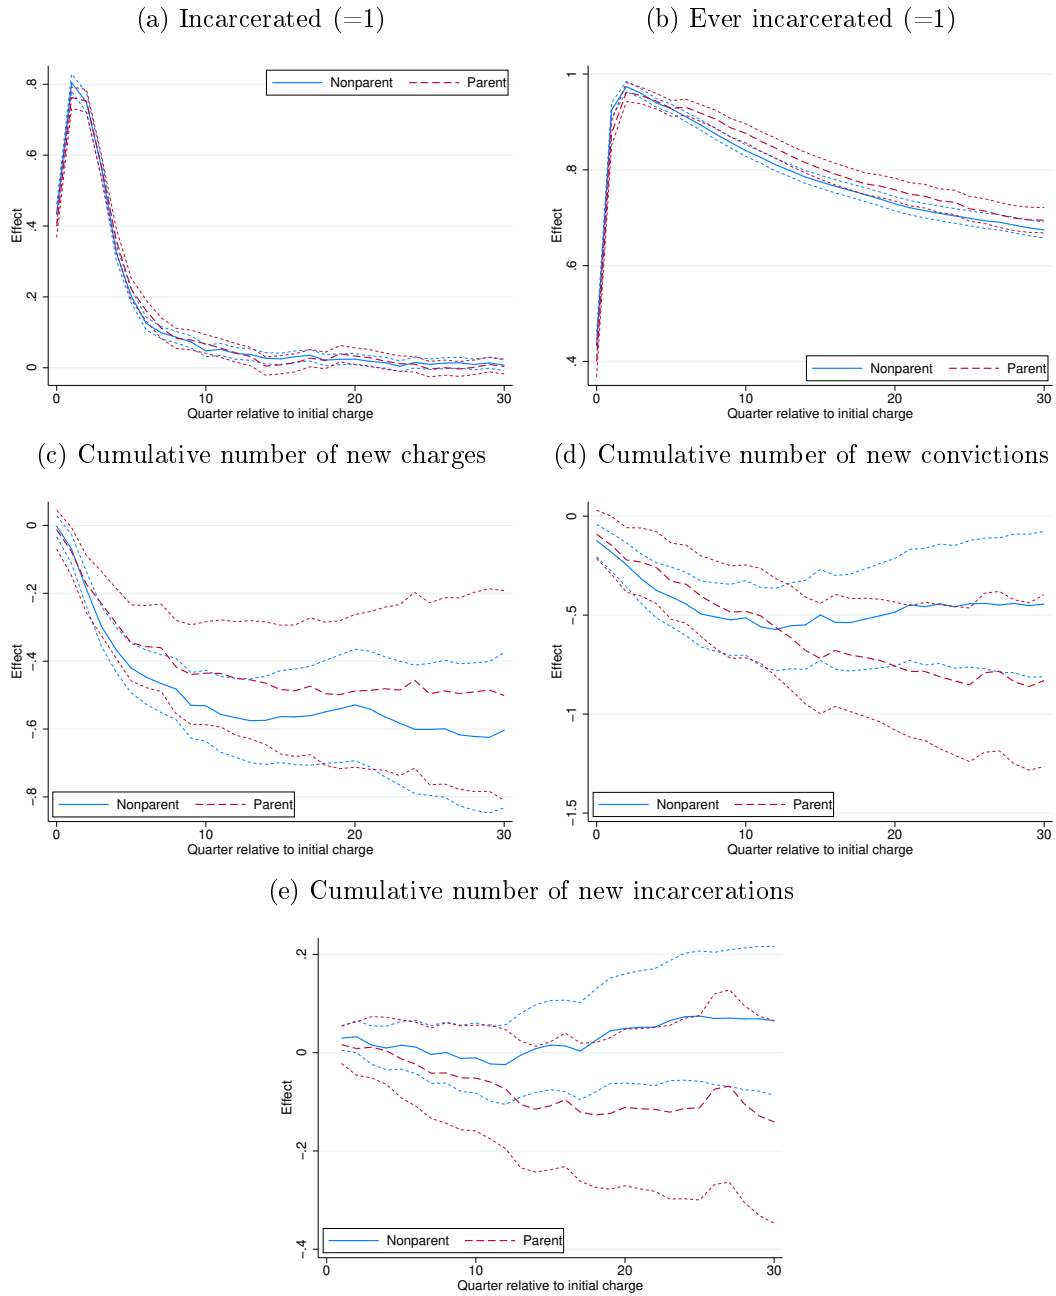 (a) Incarcerated (=1)
(b) Ever incarcerated (=1)
Nonparent
Parent
.8
.6
.4
.2
0
Effect
0
10
20
30
Quarter relative to initial charge
1
.8
.6
.4
Effect
Nonparent
Parent
0
10
20
30
Quarter relative to initial charge
(c) Cumulative number of new charges
(d) Cumulative number of new convictions
0
-.2
-.4
-.6
-.8
Effect
Nonparent
Parent
0
10
20
30
Quarter relative to initial charge
0
-.5
-1
-1.5
Effect
Nonparent
Parent
0
10
20
30
Quarter relative to initial charge
(e) Cumulative number of new incarcerations
.2
0
-.2
-.4
Effect
Nonparent
Parent
0
10
20
30
Quarter relative to initial charge